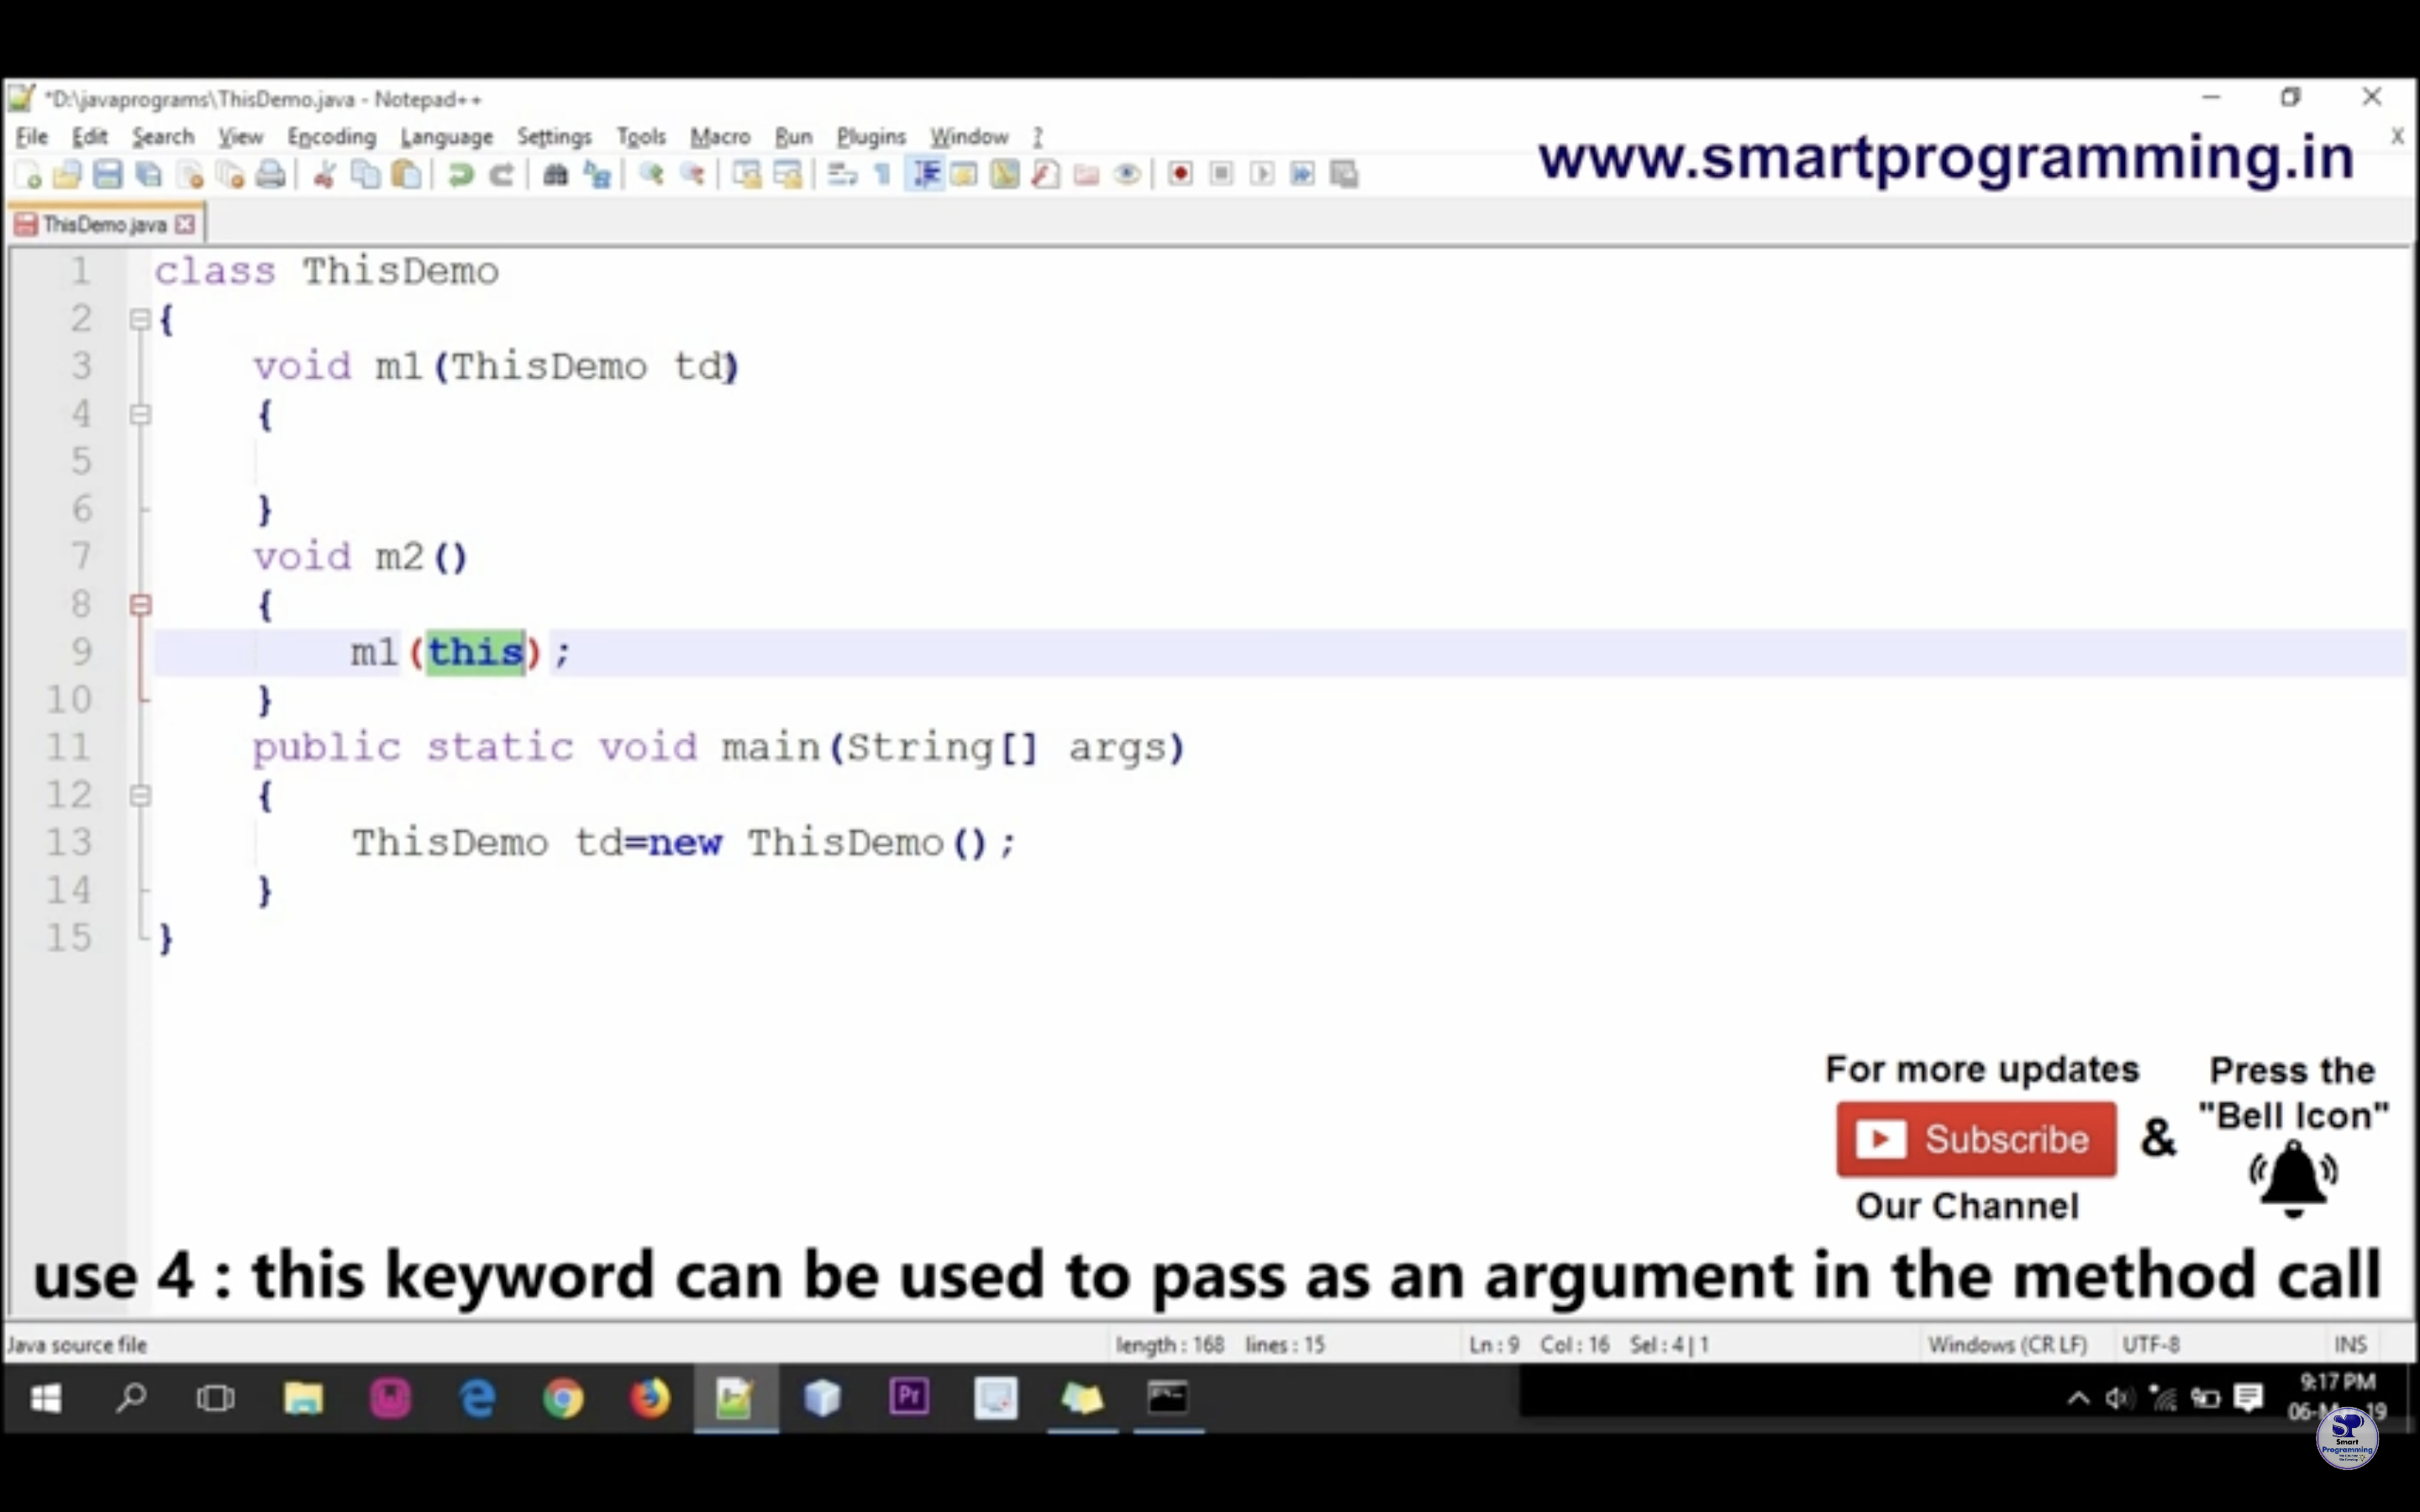 *D:\javaprograms\ThisDemo.java - Notepad++
File Edit Search View Encoding Language Settings Tools Macro Run Plugins Window ?
X
www.smartprogramming.in
ThisDemo.java
1 class ThisDemo
2 {
3 void m1(ThisDemo td)
4 {
5
6 }
7 void m2()
8 {
9 m1(this);
10 }
11 public static void main(String[] args)
12 {
13 ThisDemo td=new ThisDemo();
14 }
15 }
For more updates
Subscribe
Our Channel
&
Press the
"Bell Icon"
use 4 : this keyword can be used to pass as an argument in the method call
Java source file length : 168 lines : 15 Ln : 9 Col : 16 Sel : 4 | 1 Windows (CR LF) UTF-8 INS
Pr
9:17 PM
SP
Smart
Programming